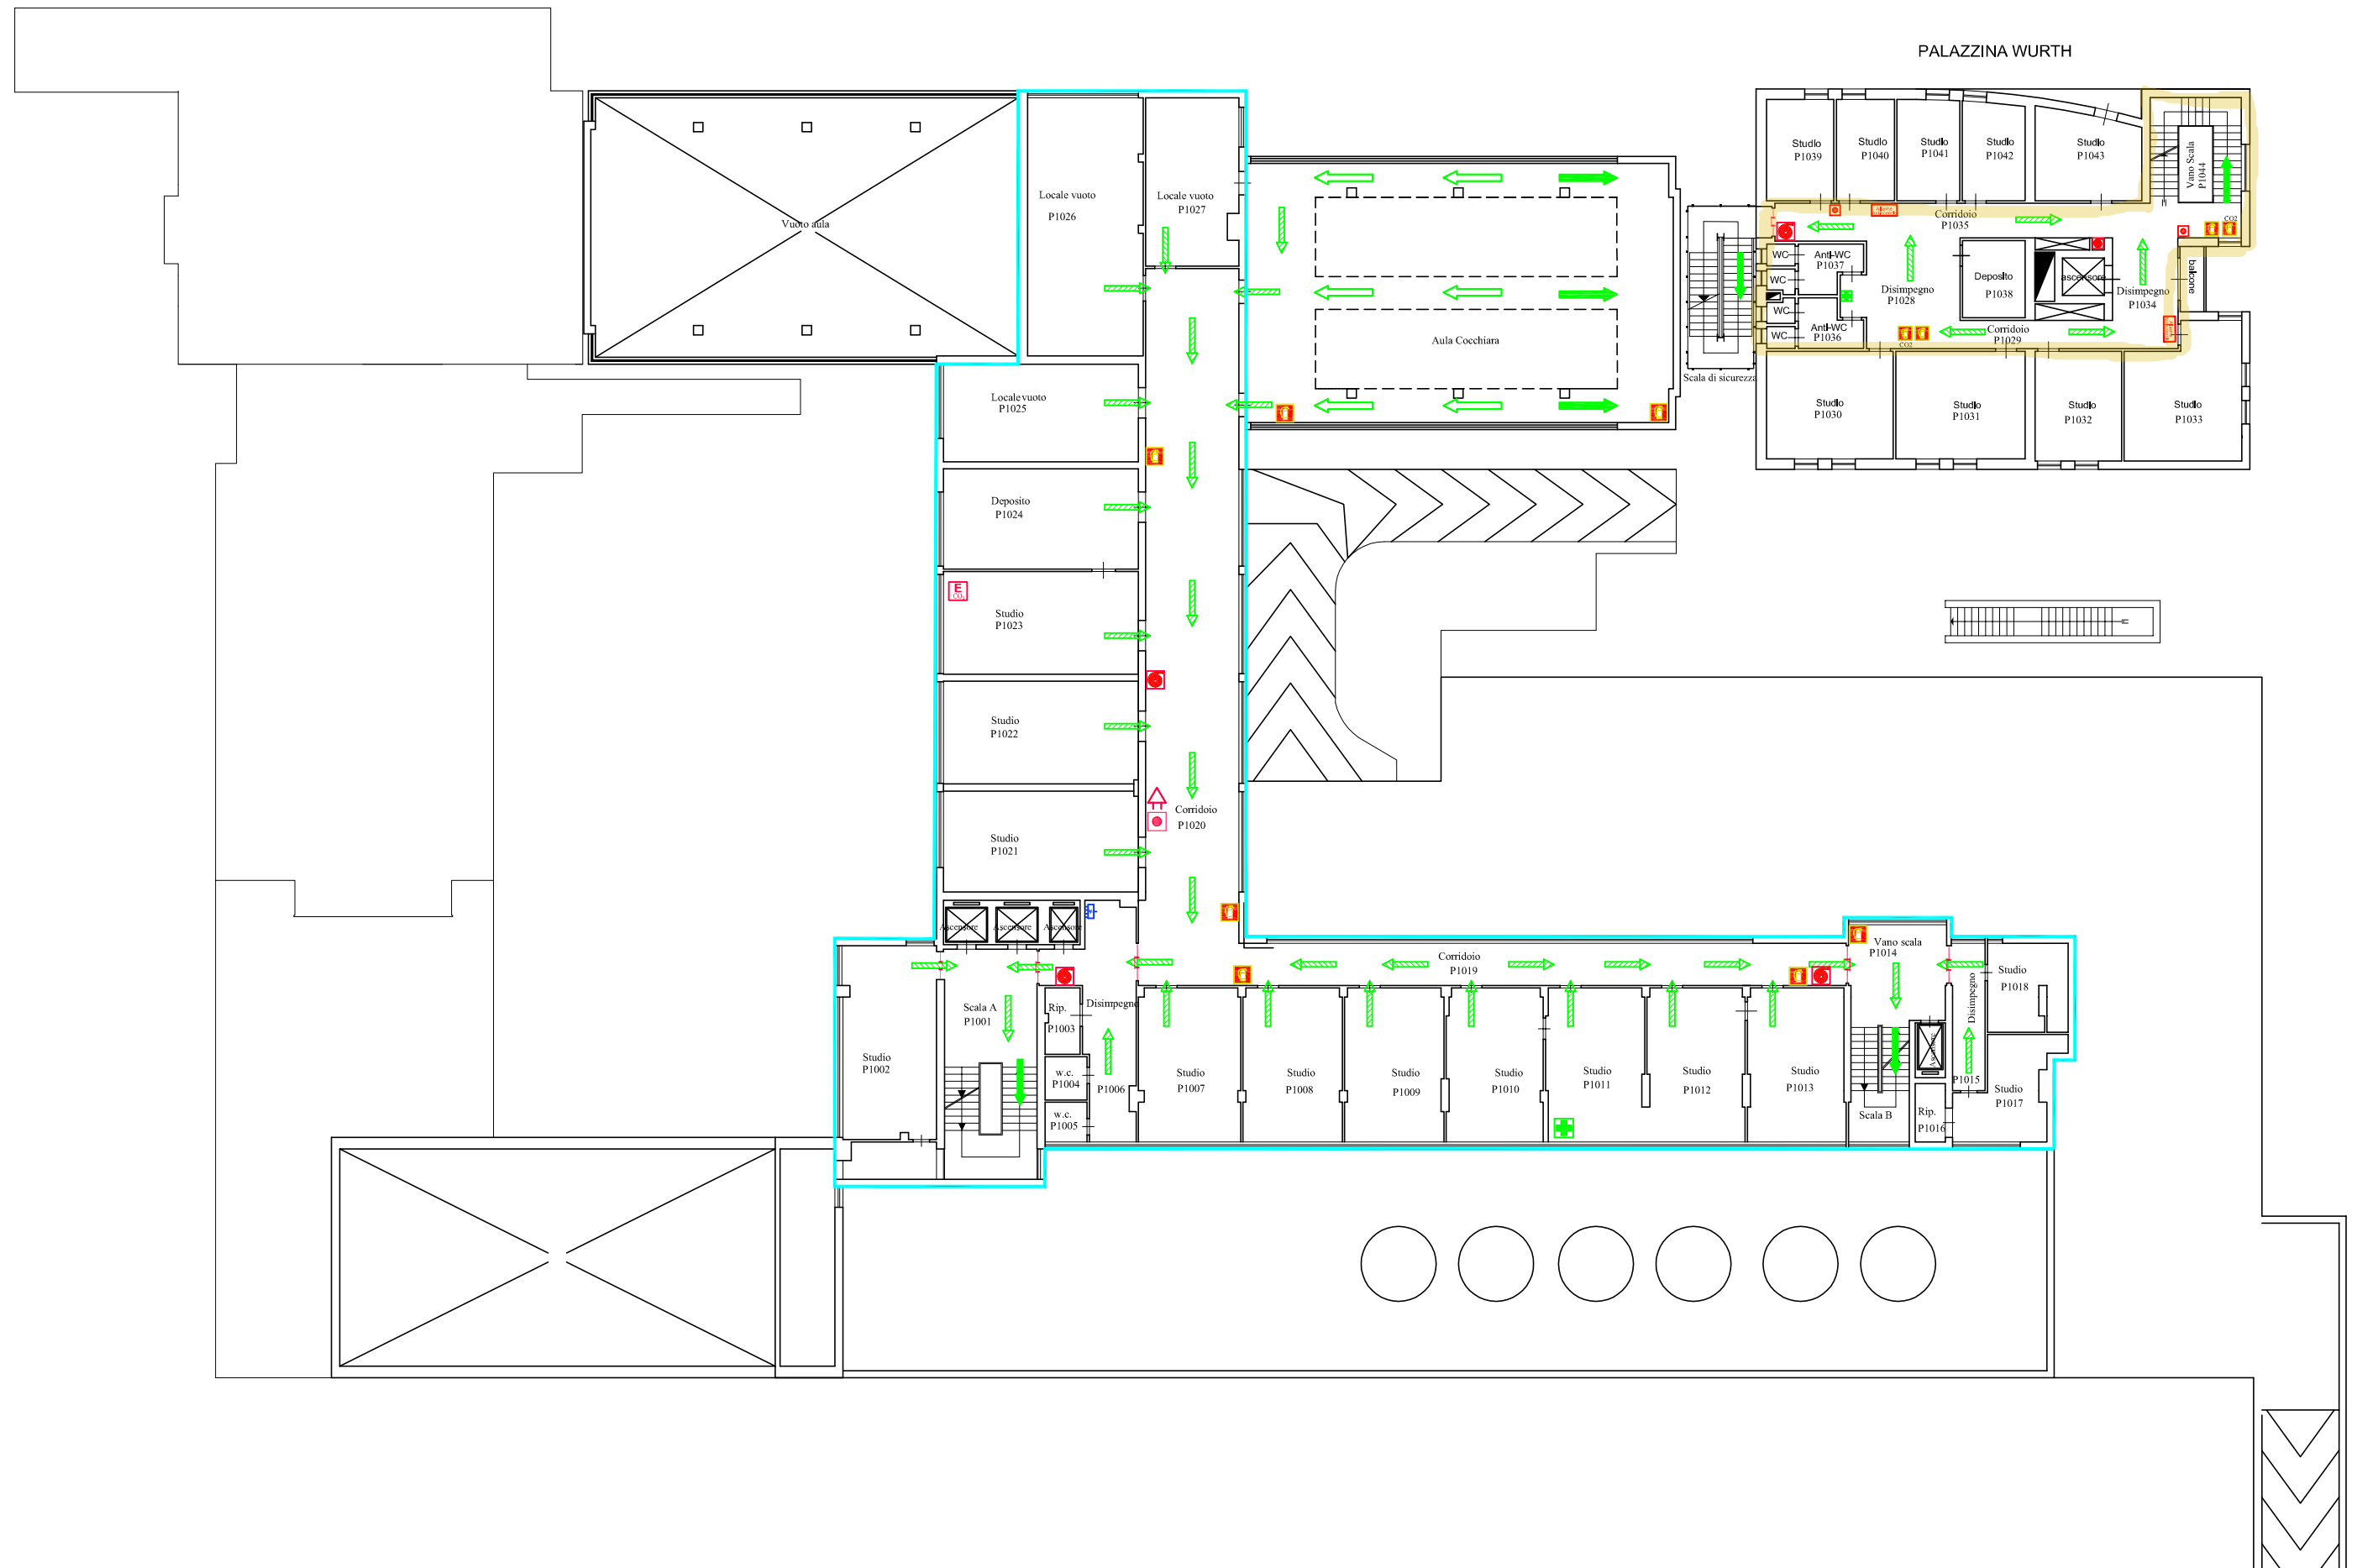 PALAZZINA WURTH
Studio
P1039
Studio
P1040
Studio
P1041
Studio
P1042
Studio
P1043
Vano Scala
P1044
Corridoio
P1035
CO2
WC
WC
WC
WC
Anti-WC
P1037
Anti-WC
P1036
Disimpegno
P1028
Deposito
P1038
ascensore
Disimpegno
P1034
balcone
Corridoio
P1029
CO2
Scala di sicurezza
Studio
P1030
Studio
P1031
Studio
P1032
Studio
P1033
Vuoto aula
Locale vuoto
P1026
Locale vuoto
P1027
Aula Cocchiara
Locale vuoto
P1025
Deposito
P1024
E
CO2
Studio
P1023
Studio
P1022
Studio
P1021
Corridoio
P1020
Ascensore
Ascensore
Ascensore
Scala A
P1001
Studio
P1002
Rip.
P1003
w.c.
P1004
w.c.
P1005
Disimpegno
P1006
Studio
P1007
Studio
P1008
Studio
P1009
Studio
P1010
Studio
P1011
Studio
P1012
Studio
P1013
Corridoio
P1019
Vano scala
P1014
Scala B
Ascensore
Rip.
P1016
Disimpegno
P1015
Studio
P1018
Studio
P1017